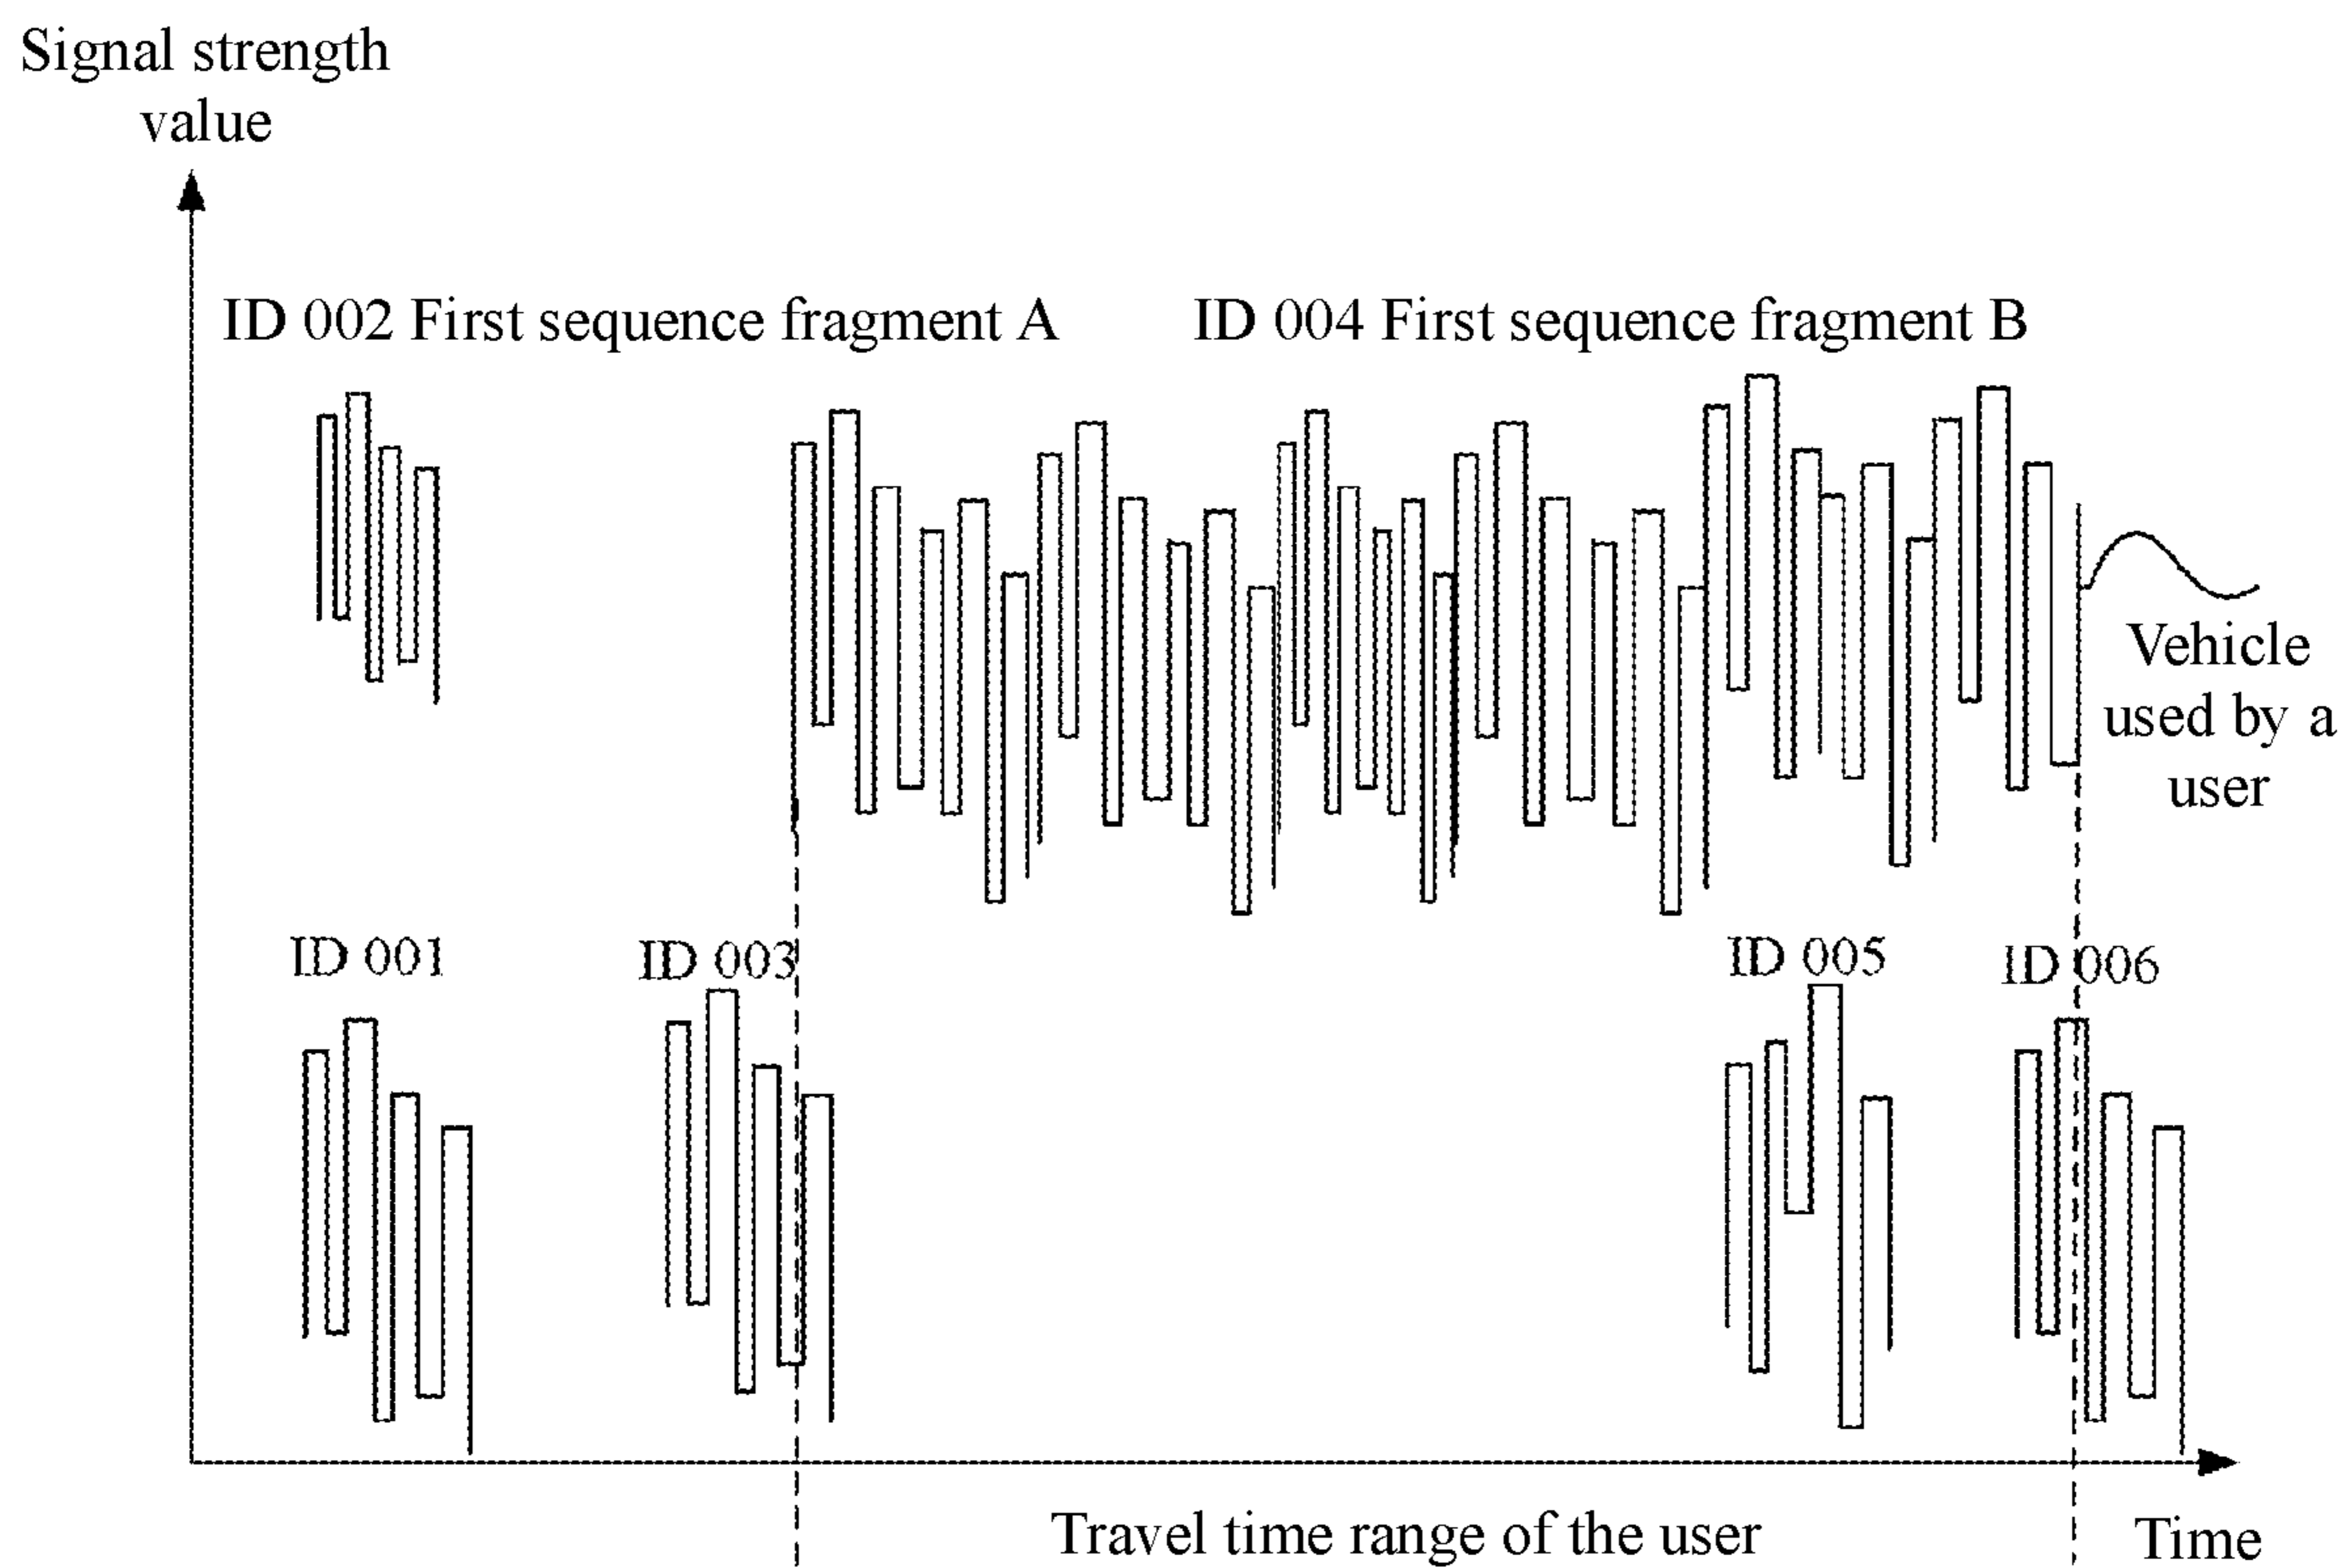 Signal strength
value
ID 002 First sequence fragment A
ID 004 First sequence fragment B
Vehicle
used by a
user
ID 001
ID 003
ID 005
ID 006
Travel time range of the user
Time